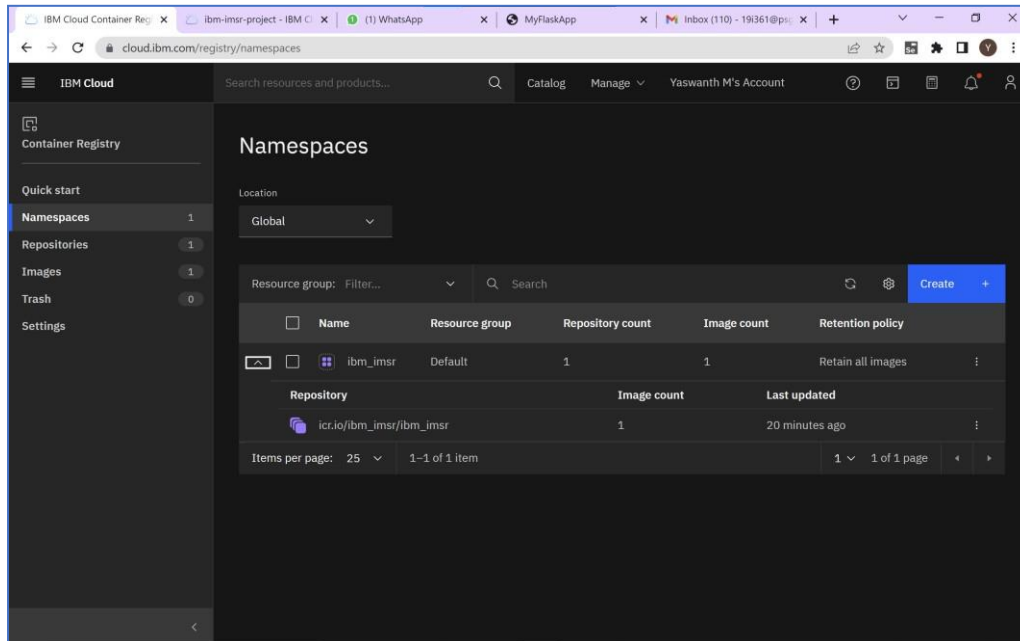 IBM Cloud Container Reg
ibm-imsr-project - IBM C
(1) WhatsApp
MyFlaskApp
Inbox (110) - 19i361@ps
cloud.ibm.com/registry/namespaces
IBM Cloud
Search resources and products...
Catalog
Manage
Yaswanth M's Account
Container Registry
Quick start
Namespaces 1
Repositories 1
Images 1
Trash 0
Settings
Namespaces
Location
Global
Resource group: Filter...
Search
Create +
Name Resource group Repository count Image count Retention policy
ibm_imsr Default 1 1 Retain all images
Repository Image count Last updated
icr.io/ibm_imsr/ibm_imsr 1 20 minutes ago
Items per page: 25 1–1 of 1 item 1 1 of 1 page